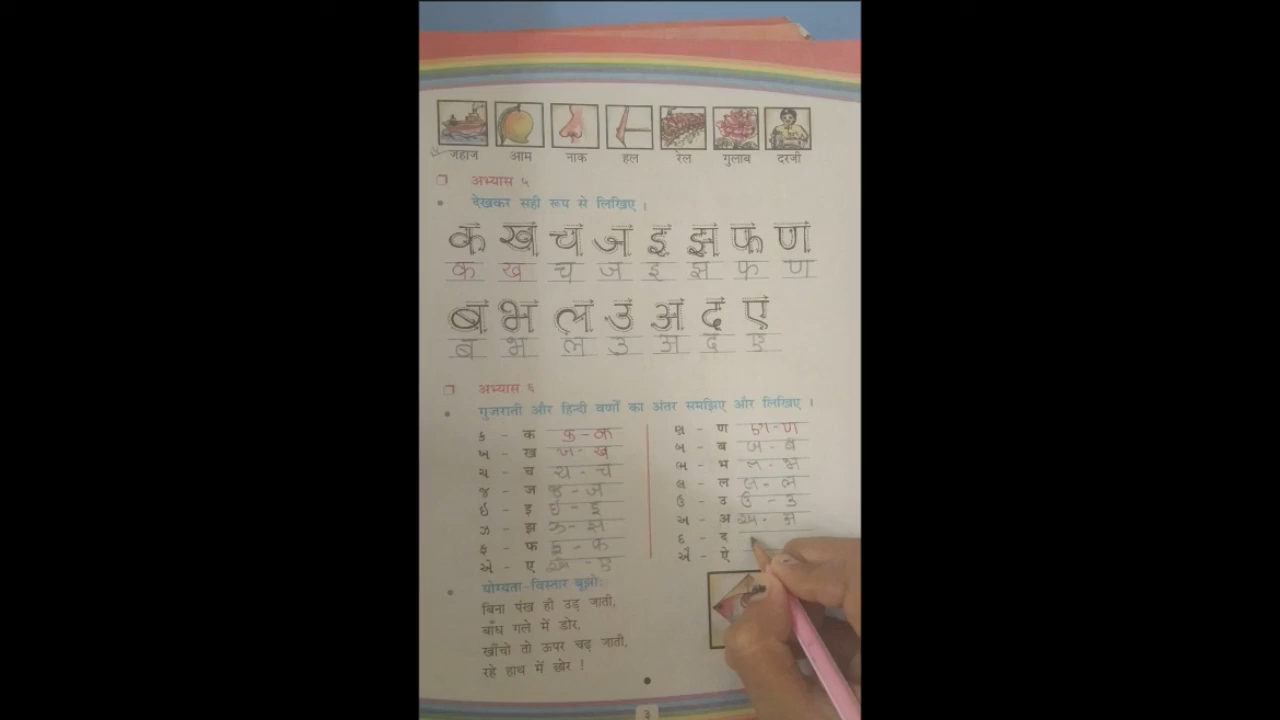 जहाज आम नाक हल रेल गुलाब दरजी
अभ्यास ५
देखकर सही रूप से लिखिए ।
क ख च ज इ झ फ ण
क ख च ज इ झ फ ण
ब भ ल उ अ द ए
ब भ ल उ अ द ए
अभ्यास ६
गुजराती और हिन्दी वर्णों का अंतर समझिए और लिखिए ।
ક - क ક - क
ખ - ख ખ - ख
ચ - च ચ - च
જ - ज જ - ज
ઈ - इ ઈ - इ
ઝ - झ ઝ - झ
ફ - फ ફ - फ
એ - ए એ - ए
ણ - ण ણ - ण
બ - ब બ - ब
ભ - भ ભ - भ
લ - ल લ - ल
ઉ - उ ઉ - उ
અ - अ અ - अ
દ - द
ઐ - ऐ
योग्यता-विस्तार बूझो:
बिना पंख ही उड़ जाती,
बाँध गले में डोर,
खींचो तो ऊपर चढ़ जाती,
रहे हाथ में छोर !
३